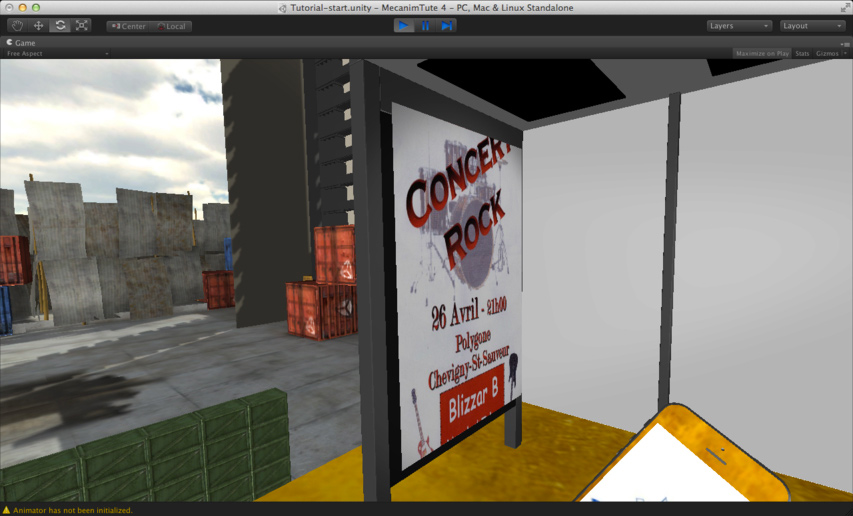 Tutorial-start.unity - MecanimTute 4 - PC, Mac & Linux Standalone
Center Local
Layers Layout
Game
Free Aspect Maximize on Play Stats Gizmos
CONCERT
ROCK
26 Avril - 21h00
Polygone
Chevigny-St-Sauveur
Blizzar B
Animator has not been initialized.